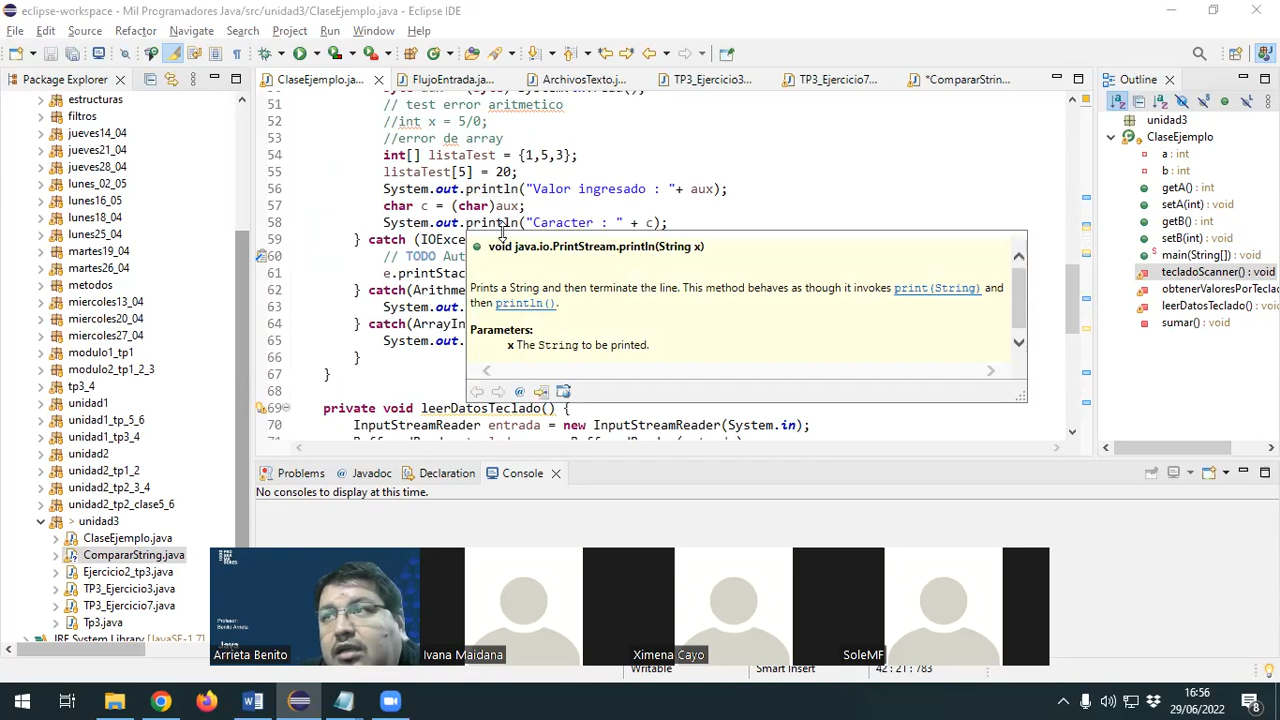 eclipse-workspace - Mil Programadores Java/src/unidad3/ClaseEjemplo.java - Eclipse IDE
File Edit Source Refactor Navigate Search Project Run Window Help
Package Explorer
ClaseEjemplo.ja... FlujoEntrada.ja... ArchivosTexto.j... TP3_Ejercicio3... TP3_Ejercicio7... *CompararStrin...
Outline
estructuras
filtros
jueves14_04
jueves21_04
jueves28_04
lunes_02_05
lunes16_05
lunes18_04
lunes25_04
martes19_04
martes26_04
metodos
miercoles13_04
miercoles20_04
miercoles27_04
modulo1_tp1
modulo2_tp1_2_3
tp3_4
unidad1
unidad1_tp_5_6
unidad1_tp3_4
unidad2
unidad2_tp1_2
unidad2_tp2_3_4
unidad2_tp2_clase5_6
> unidad3
ClaseEjemplo.java
CompararString.java
Ejercicio2_tp3.java
TP3_Ejercicio3.java
TP3_Ejercicio7.java
Tp3.java
JRE System Library [JavaSE-1.7]
51 // test error aritmetico
52 //int x = 5/0;
53 //error de array
54 int[] listaTest = {1,5,3};
55 listaTest[5] = 20;
56 System.out.println("Valor ingresado : "+ aux);
57 char c = (char)aux;
58 System.out.println("Caracter : " + c);
59 } catch (IOExce
60 // TODO Aut
61 e.printStac
62 } catch(Arithme
63 System.out.
64 } catch(ArrayIn
65 System.out.
66 }
67 }
68
69 private void leerDatosTeclado() {
70 InputStreamReader entrada = new InputStreamReader(System.in);
void java.io.PrintStream.println(String x)
Prints a String and then terminate the line. This method behaves as though it invokes print(String) and
then println().
Parameters:
x The String to be printed.
unidad3
ClaseEjemplo
a : int
b : int
getA() : int
setA(int) : void
getB() : int
setB(int) : void
main(String[]) : void
tecladoScanner() : void
obtenerValoresPorTecla
leerDatosTeclado() : void
sumar() : void
Problems Javadoc Declaration Console
No consoles to display at this time.
Profesor:
Benito Arrieta
Java
Arrieta Benito
Ivana Maidana
Ximena Cayo
SoleMF
Writable
Smart Insert
42 : 21 : 783
16:56
29/06/2022
8